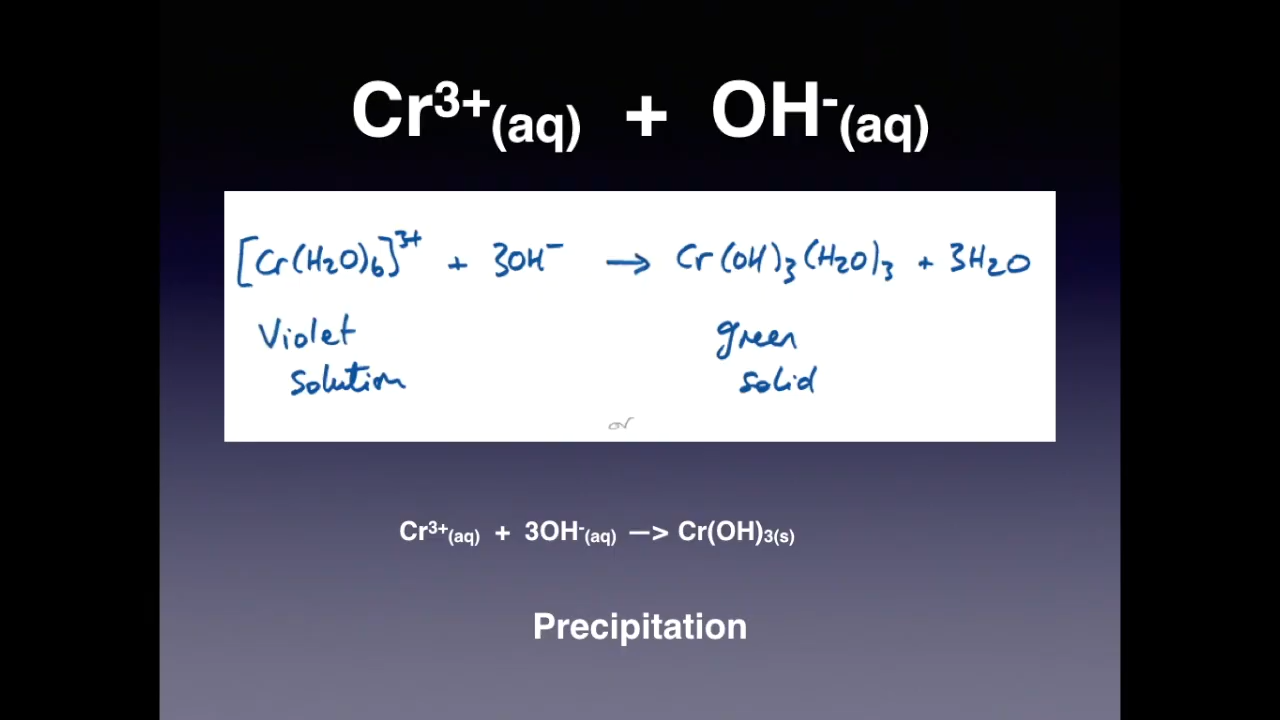 Cr³⁺(aq) + OH⁻(aq)
[Cr(H₂O)₆]³⁺ + 3OH⁻ → Cr(OH)₃(H₂O)₃ + 3H₂O
Violet green
solution solid
or
Cr³⁺(aq) + 3OH⁻(aq) —> Cr(OH)₃(s)
Precipitation